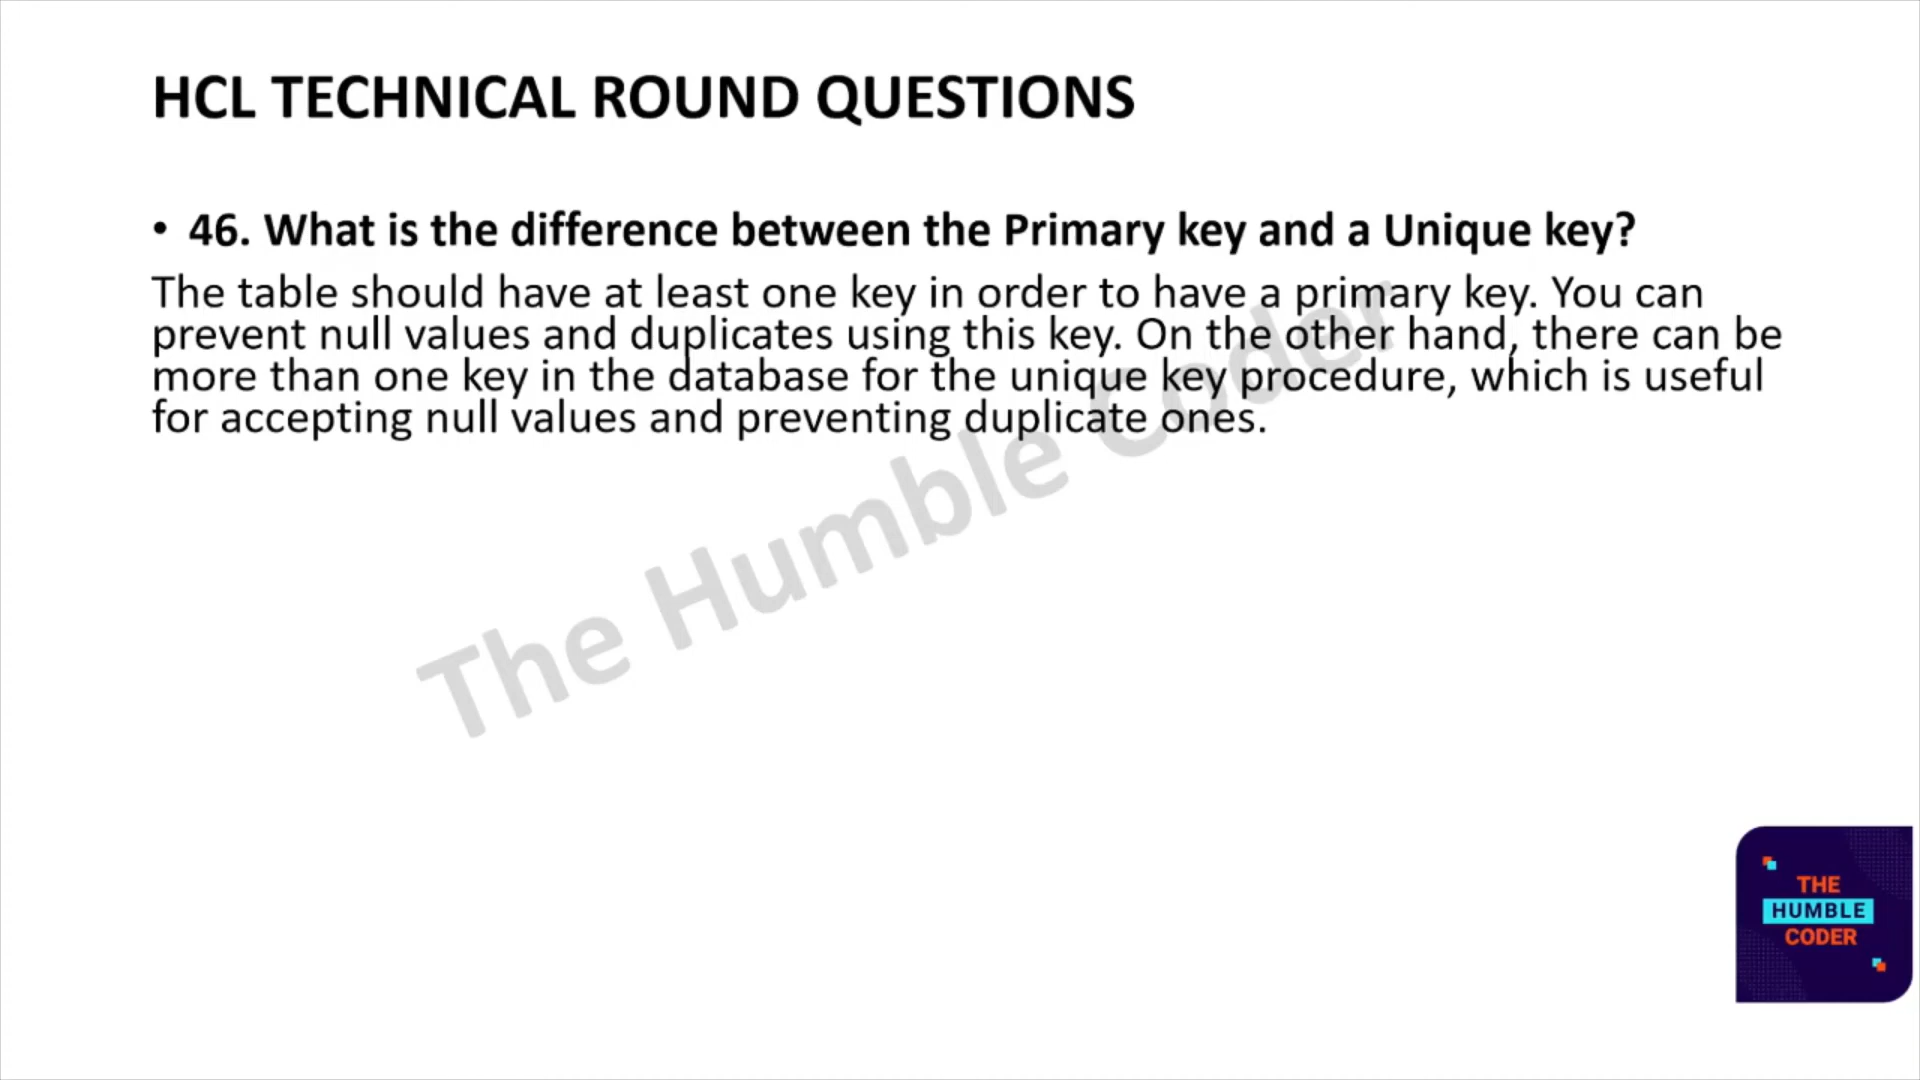 HCL TECHNICAL ROUND QUESTIONS
• 46. What is the difference between the Primary key and a Unique key?
The table should have at least one key in order to have a primary key. You can
prevent null values and duplicates using this key. On the other hand, there can be
more than one key in the database for the unique key procedure, which is useful
for accepting null values and preventing duplicate ones.
The Humble Coder
THE
HUMBLE
CODER